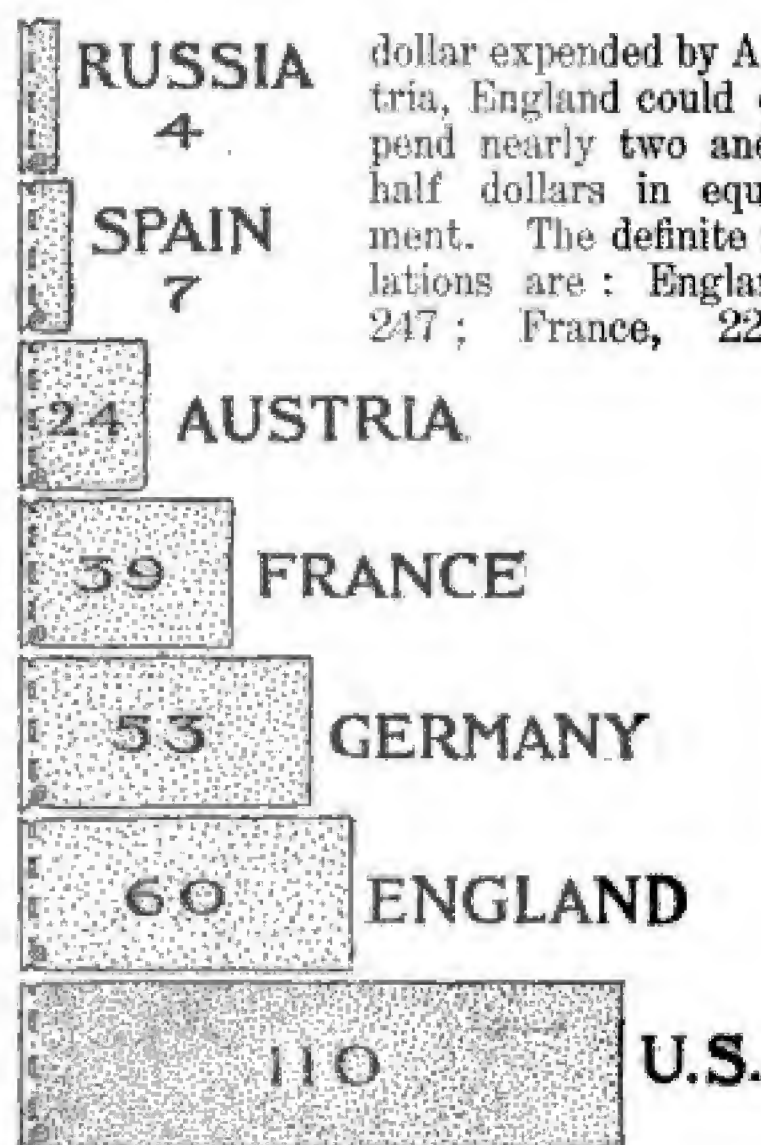 RUSSIA
4
dollar expended by A
tria, England could
pend nearly two and
half dollars in equ
ment. The definite
lations are : Englan
247 ; France, 22
SPAIN
7
24 AUSTRIA
39 FRANCE
53 GERMANY
60 ENGLAND
110 U.S.